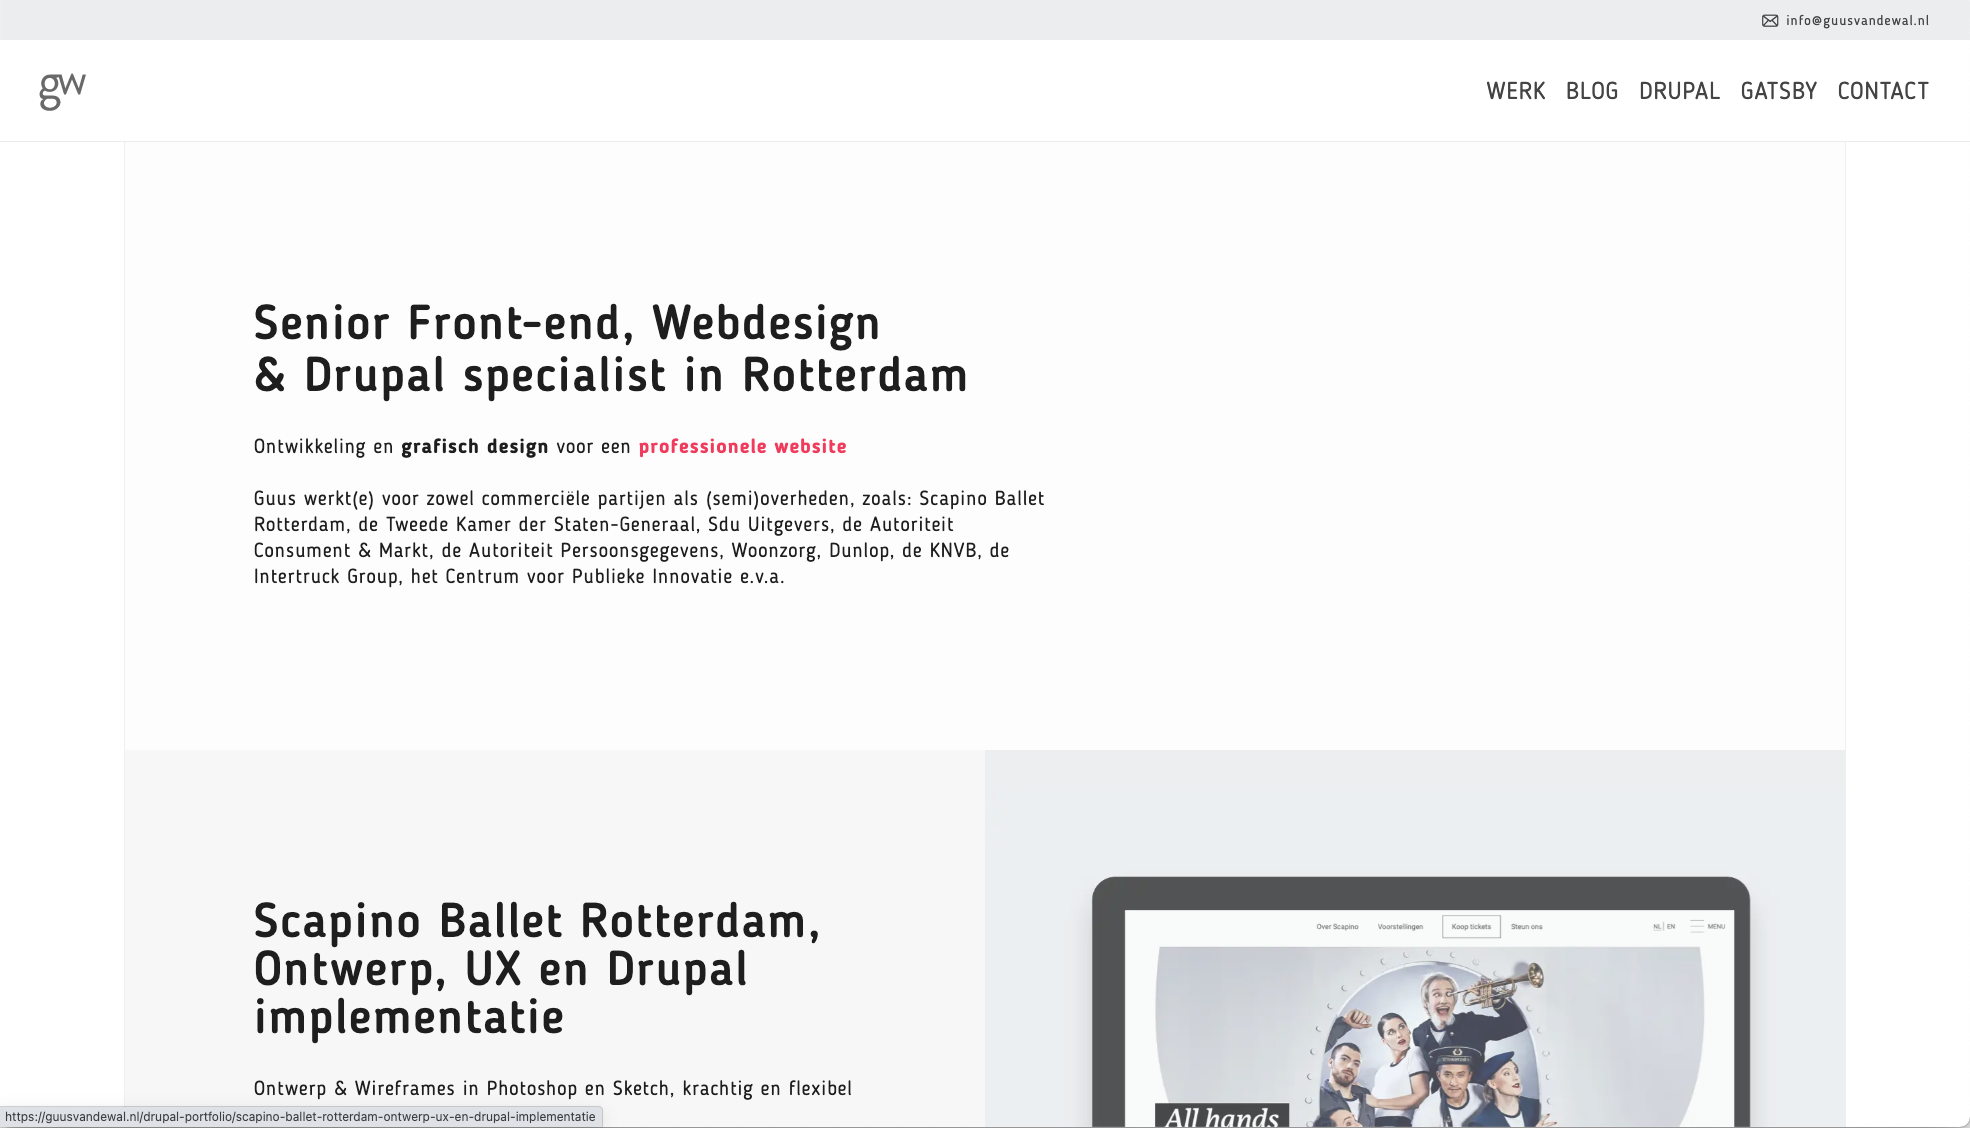 info@guusvandewal.nl
gw
WERK BLOG DRUPAL GATSBY CONTACT
Senior Front-end, Webdesign
& Drupal specialist in Rotterdam
Ontwikkeling en grafisch design voor een professionele website
Guus werkt(e) voor zowel commerciële partijen als (semi)overheden, zoals: Scapino Ballet
Rotterdam, de Tweede Kamer der Staten-Generaal, Sdu Uitgevers, de Autoriteit
Consument & Markt, de Autoriteit Persoonsgegevens, Woonzorg, Dunlop, de KNVB, de
Intertruck Group, het Centrum voor Publieke Innovatie e.v.a.
Scapino Ballet Rotterdam,
Ontwerp, UX en Drupal
implementatie
Ontwerp & Wireframes in Photoshop en Sketch, krachtig en flexibel
Over Scapino Voorstellingen Koop tickets Steun ons NL EN MENU
All hands
https://guusvandewal.nl/drupal-portfolio/scapino-ballet-rotterdam-ontwerp-ux-en-drupal-implementatie